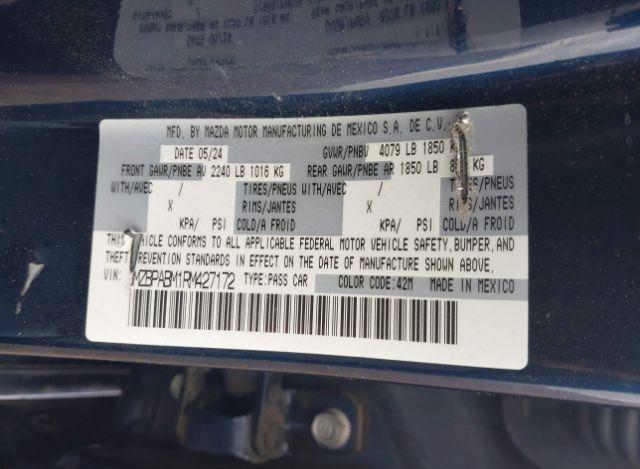 MFD. BY MAZDA MOTOR MANUFACTURING DE MEXICO S.A. DE C.V.
DATE 05/24 GVWR/PNBV 4079 LB 1850
FRONT GAWR/PNBE AV 2240 LB 1016 KG REAR GAWR/PNBE AR 1850 LB KG
WITH/AVEC / TIRES/PNEUS WITH/AVEC / TIRES/PNEUS
X RIMS/JANTES X RIMS/JANTES
KPA/ PSI COLD/A FROID KPA/ PSI COLD/A FROID
THIS VEHICLE CONFORMS TO ALL APPLICABLE FEDERAL MOTOR VEHICLE SAFETY, BUMPER, AND
THEFT PREVENTION STANDARDS IN EFFECT ON THE DATE OF MANUFACTURE SHOWN ABOVE.
VIN: MZBPABM1RM427172 TYPE:PASS CAR COLOR CODE:42M MADE IN MEXICO